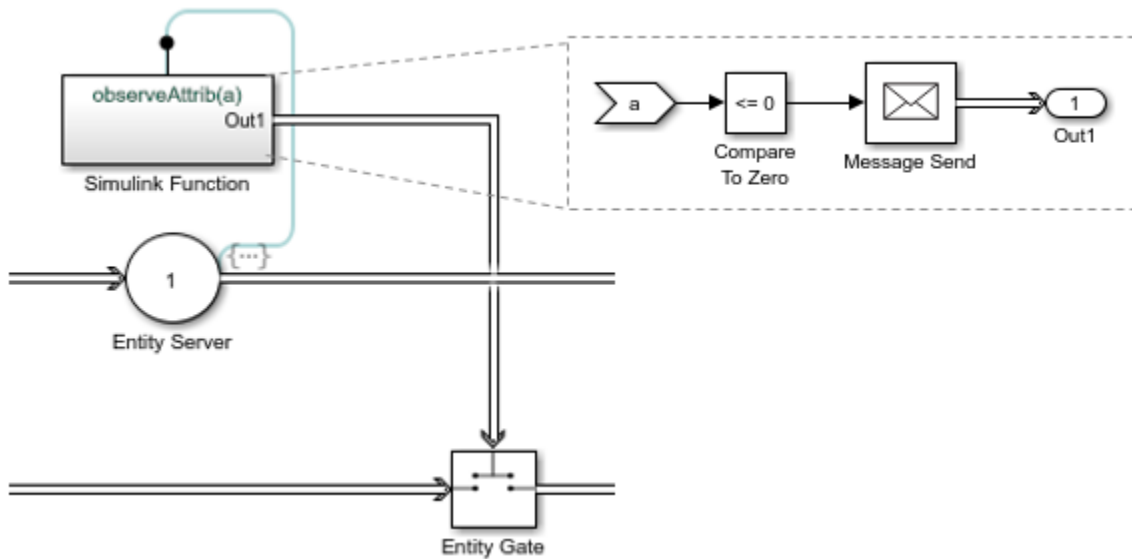 observeAttrib(a)
Out1
Simulink Function
a
<= 0
Compare
To Zero
Message Send
1
Out1
{...}
1
Entity Server
Entity Gate